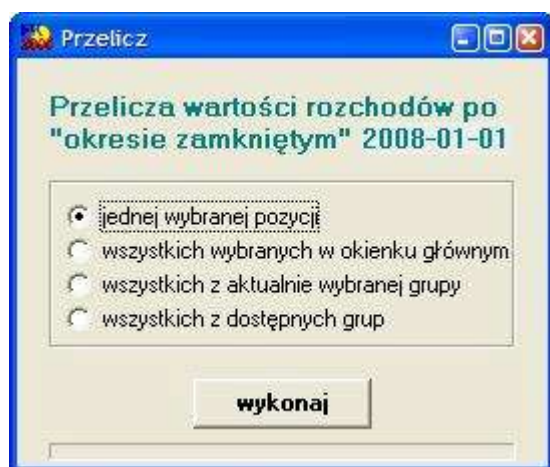 Przelicz
Przelicza wartości rozchodów po
"okresie zamkniętym" 2008-01-01
jednej wybranej pozycji
wszystkich wybranych w okienku głównym
wszystkich z aktualnie wybranej grupy
wszystkich z dostępnych grup
wykonaj